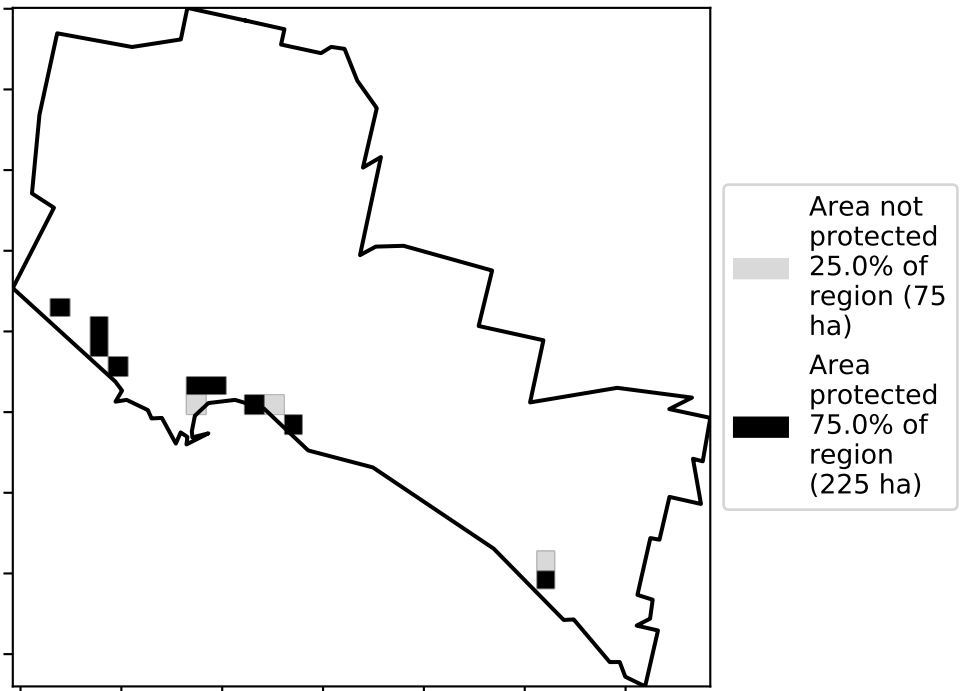 Area not
protected
25.0% of
region (75
ha)
Area
protected
75.0% of
region
(225 ha)